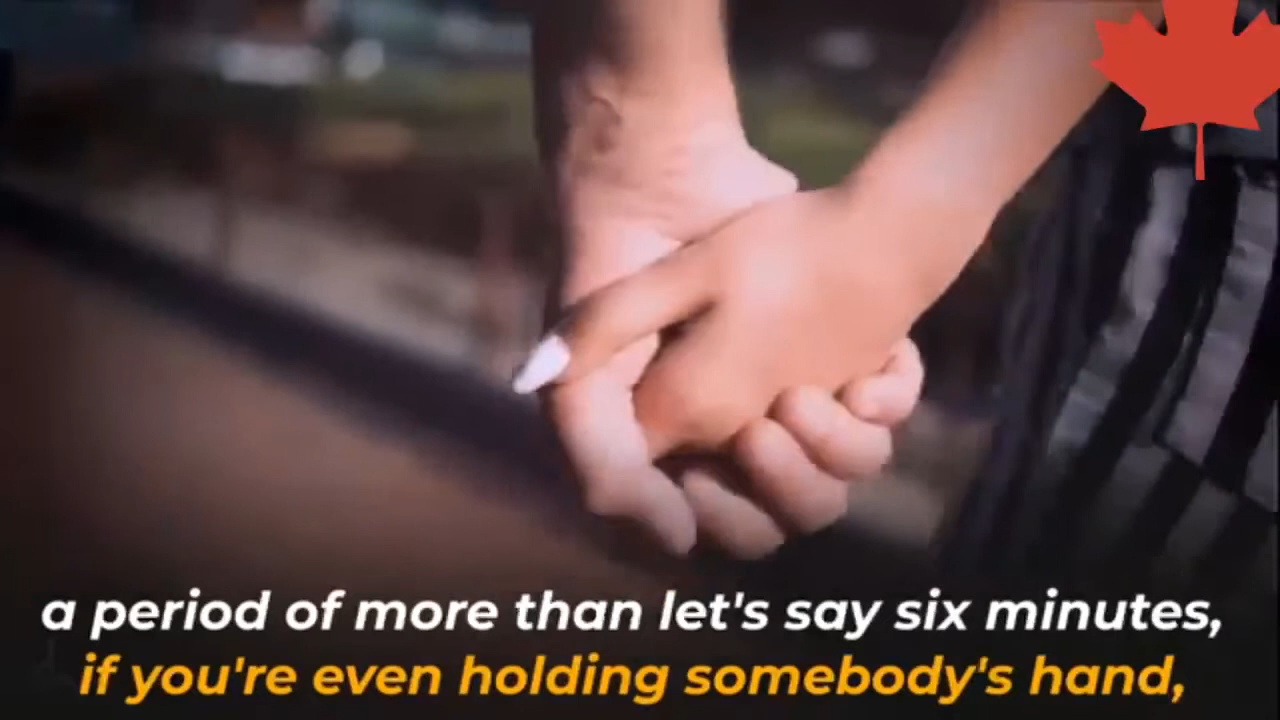 a period of more than let's say six minutes,
if you're even holding somebody's hand,